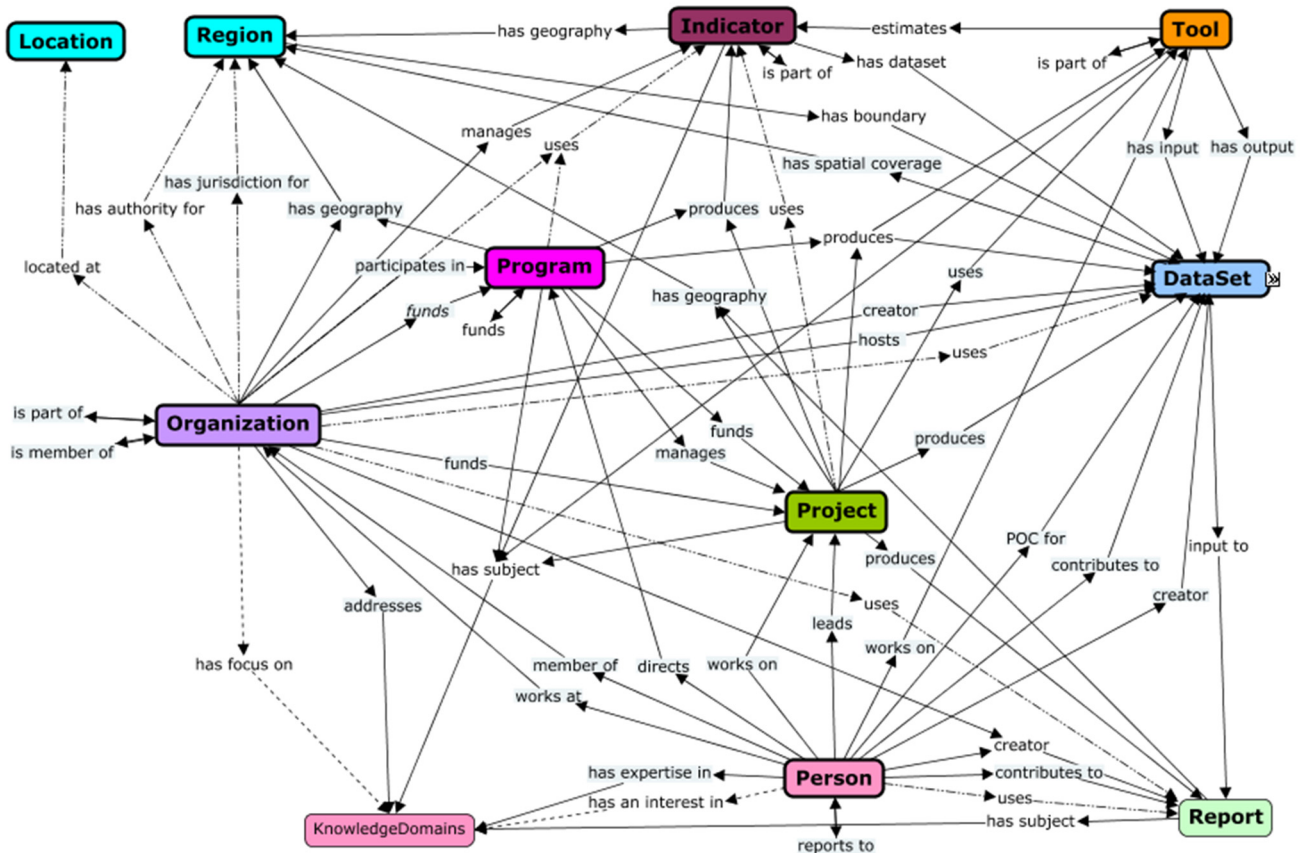 Location
Region
Indicator
Tool
has geography
estimates
is part of
has dataset
is part of
manages
uses
has boundary
has spatial coverage
has input
has output
has jurisdiction for
has authority for
has geography
produces
uses
produces
located at
participates in
Program
uses
DataSet
»
has geography
funds
funds
creator
hosts
uses
is part of
Organization
is member of
funds
manages
produces
funds
Project
has subject
produces
POC for
input to
contributes to
addresses
uses
creator
leads
has focus on
member of
directs
works on
works on
works at
creator
has expertise in
Person
contributes to
has an interest in
uses
KnowledgeDomains
has subject
Report
reports to